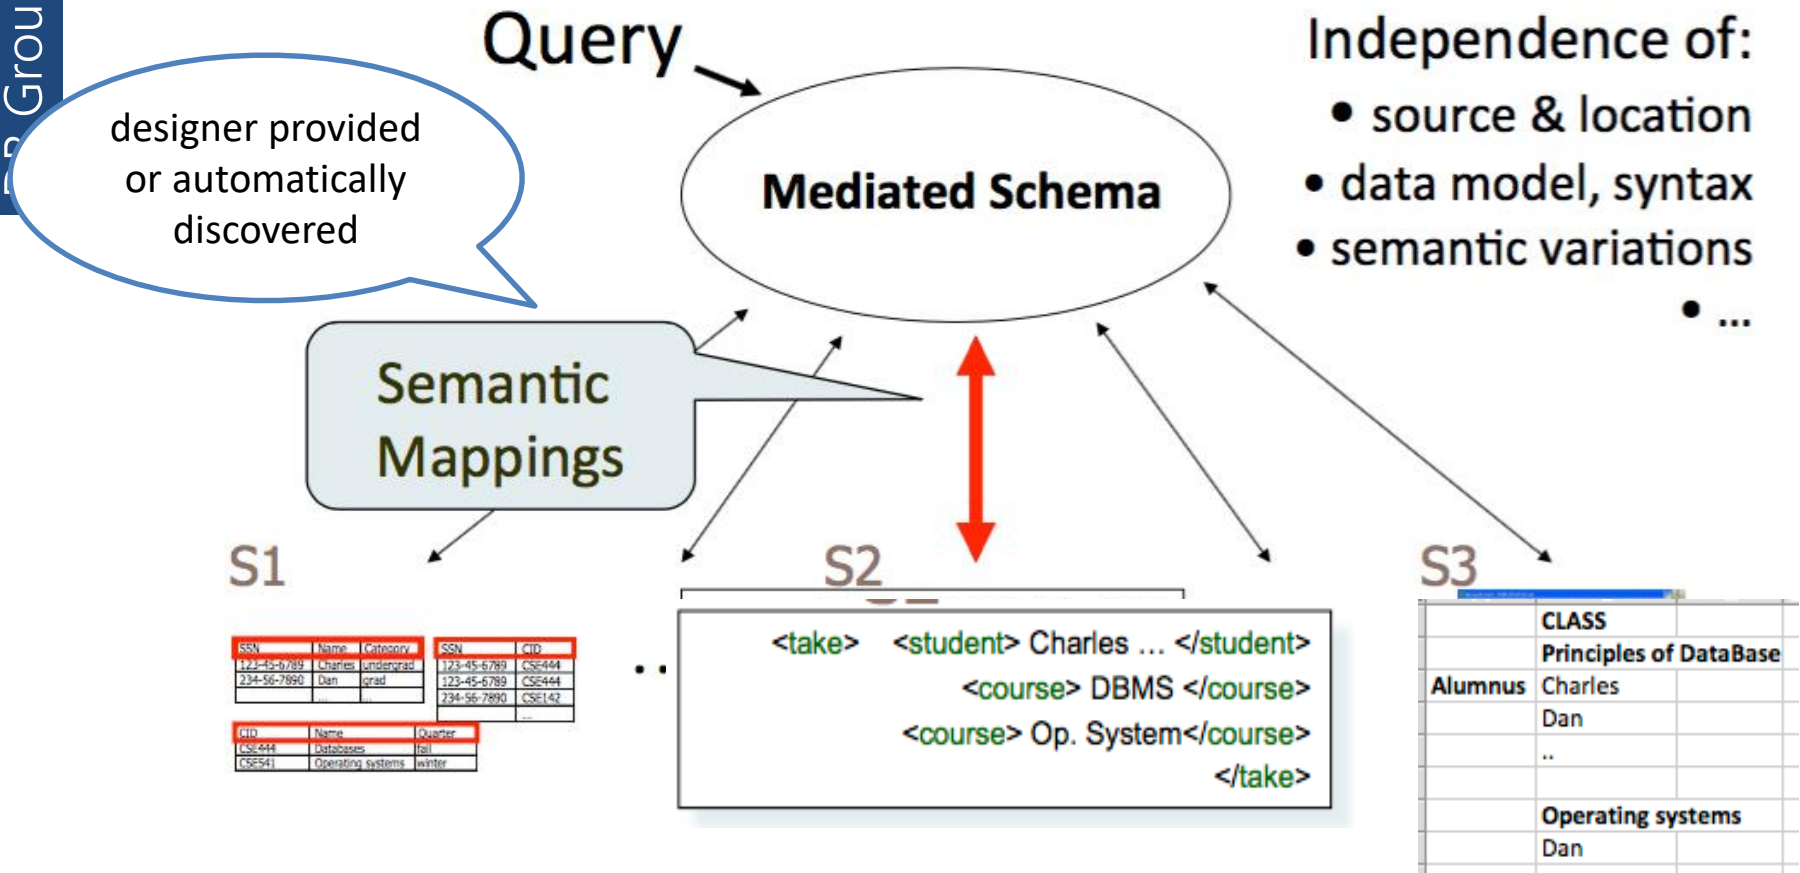 Grou
Query
Independence of:
• source & location
• data model, syntax
• semantic variations
• ...
designer provided
or automatically
discovered
Mediated Schema
Semantic
Mappings
S1
S2
S3
SSN Name Category
123-45-6789 Charles undergrad
234-56-7890 Dan grad
... ...
SSN CID
123-45-6789 CSE444
123-45-6789 CSE444
234-56-7890 CSE142
...
CID Name Quarter
CSE444 Databases fall
CSE541 Operating systems winter
<take> <student> Charles ... </student>
<course> DBMS </course>
<course> Op. System</course>
</take>
CLASS
Principles of DataBase
Alumnus Charles
Dan
..
Operating systems
Dan